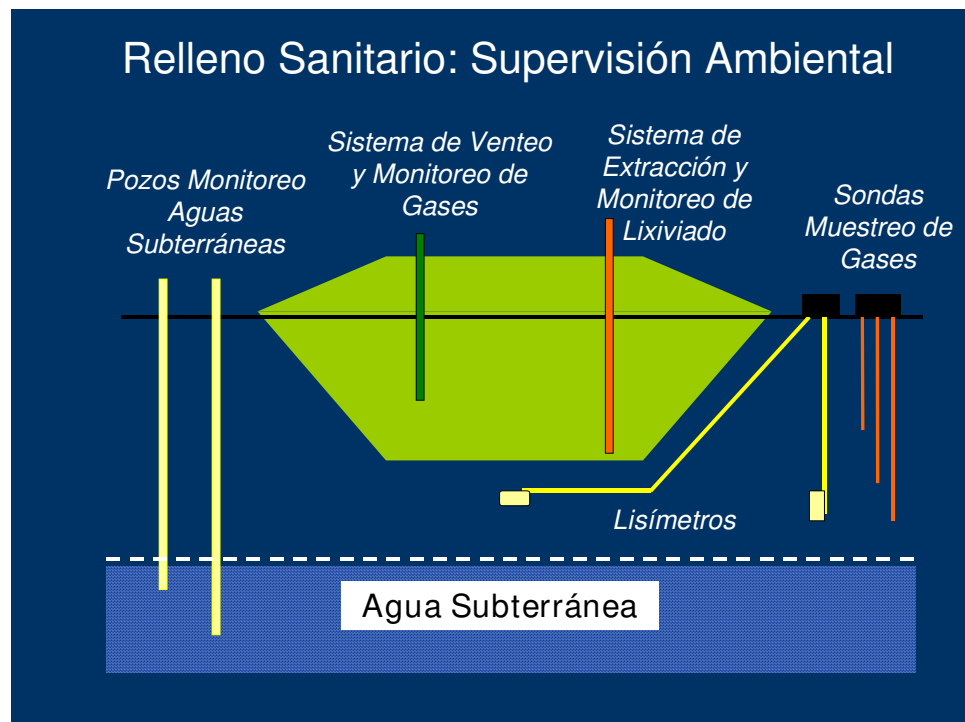 Relleno Sanitario: Supervisión Ambiental
Pozos Monitoreo
Aguas
Subterráneas
Sistema de Venteo
y Monitoreo de
Gases
Sistema de
Extracción y
Monitoreo de
Lixiviado
Sondas
Muestreo de
Gases
Lisímetros
Agua Subterránea